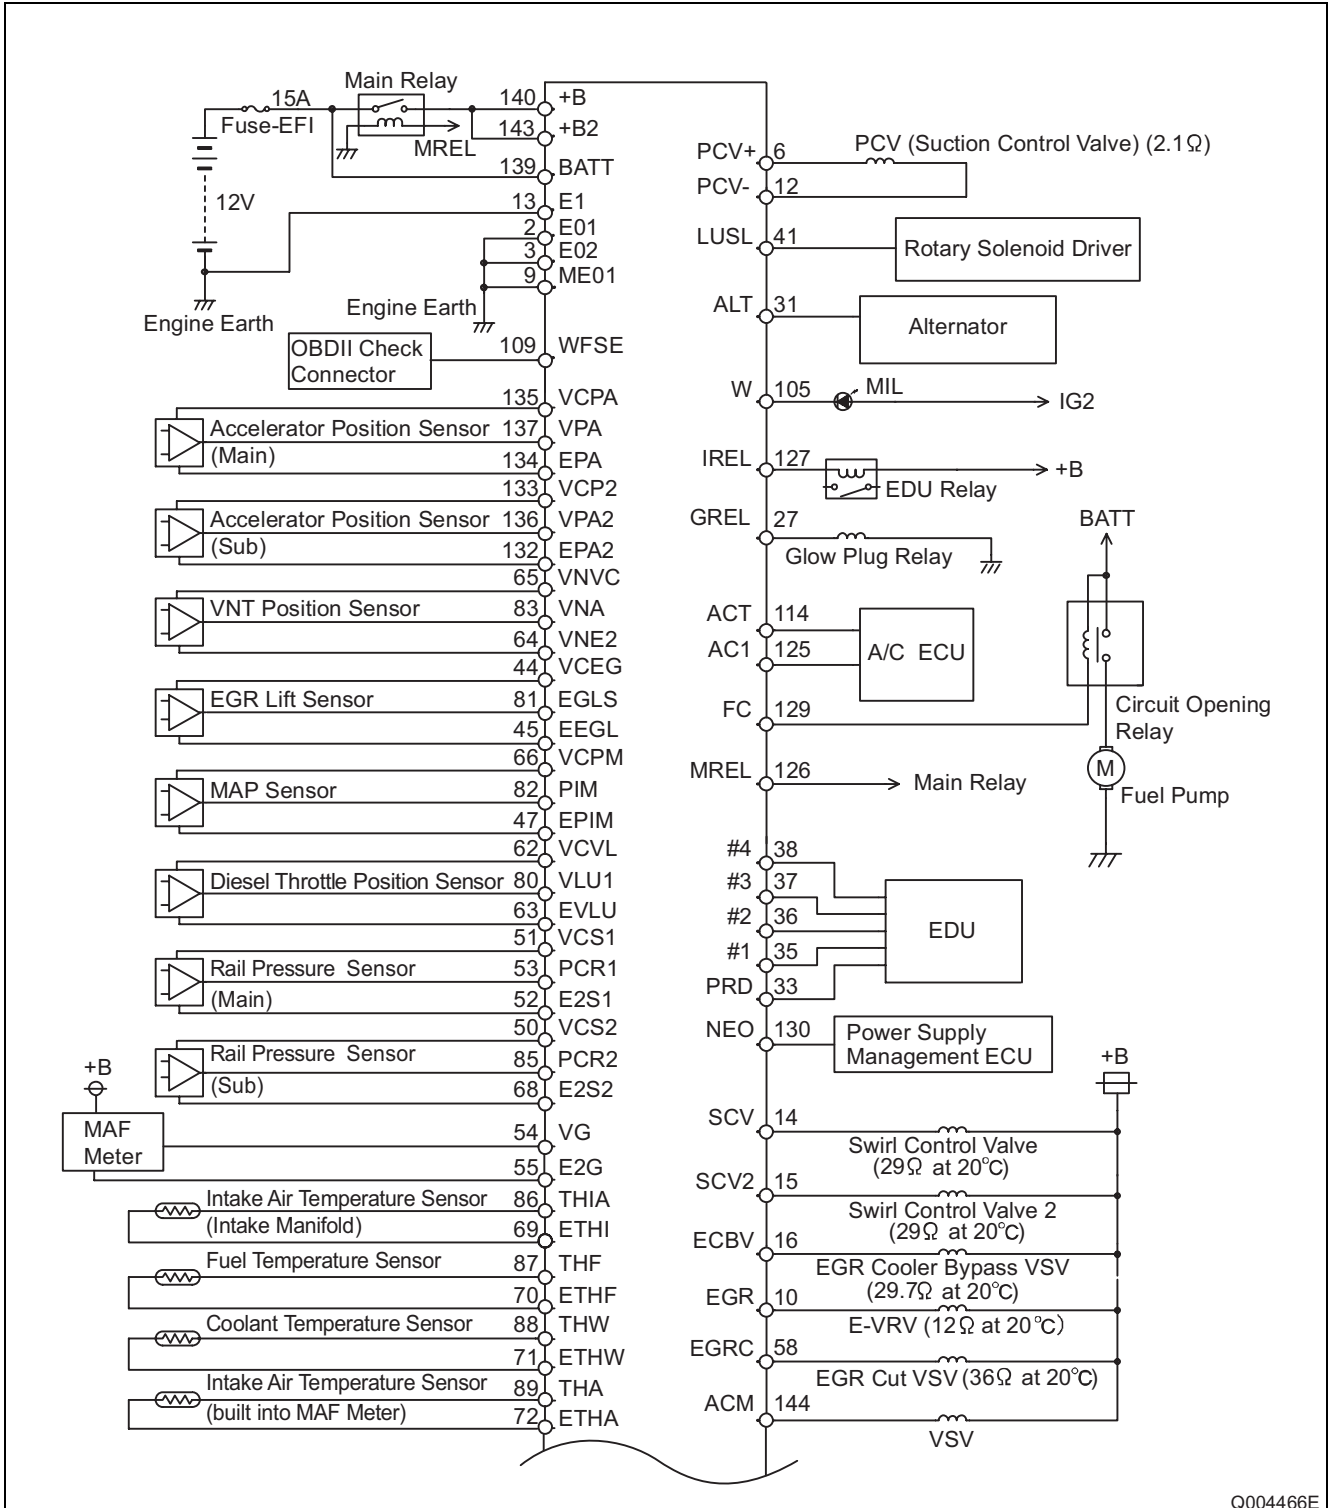 Main Relay
15A
Fuse-EFI
MREL
12V
Engine Earth
Engine Earth
140 +B
143 +B2
139 BATT
13 E1
2 E01
3 E02
9 ME01
OBDII Check
Connector
109 WFSE
135 VCPA
Accelerator Position Sensor 137 VPA
(Main)
134 EPA
133 VCP2
Accelerator Position Sensor 136 VPA2
(Sub)
132 EPA2
65 VNVC
VNT Position Sensor 83 VNA
64 VNE2
44 VCEG
EGR Lift Sensor 81 EGLS
45 EEGL
66 VCPM
MAP Sensor 82 PIM
47 EPIM
62 VCVL
Diesel Throttle Position Sensor 80 VLU1
63 EVLU
51 VCS1
Rail Pressure Sensor 53 PCR1
(Main)
52 E2S1
50 VCS2
Rail Pressure Sensor 85 PCR2
(Sub)
68 E2S2
+B
MAF
Meter
54 VG
55 E2G
Intake Air Temperature Sensor 86 THIA
(Intake Manifold) 69 ETHI
Fuel Temperature Sensor 87 THF
70 ETHF
Coolant Temperature Sensor 88 THW
71 ETHW
Intake Air Temperature Sensor 89 THA
(built into MAF Meter) 72 ETHA
PCV+ 6 PCV (Suction Control Valve) (2.1Ω)
PCV- 12
LUSL 41 Rotary Solenoid Driver
ALT 31 Alternator
W 105 MIL IG2
IREL 127 +B
EDU Relay
GREL 27
Glow Plug Relay
BATT
ACT 114
AC1 125
A/C ECU
FC 129
Circuit Opening
Relay
M
Fuel Pump
MREL 126 Main Relay
#4 38
#3 37
#2 36
#1 35
PRD 33
EDU
NEO 130 Power Supply
Management ECU
+B
SCV 14
Swirl Control Valve
(29Ω at 20℃)
SCV2 15
Swirl Control Valve 2
(29Ω at 20℃)
ECBV 16
EGR Cooler Bypass VSV
(29.7Ω at 20℃)
EGR 10
E-VRV (12Ω at 20℃)
EGRC 58
EGR Cut VSV (36Ω at 20℃)
ACM 144
VSV
Q004466E